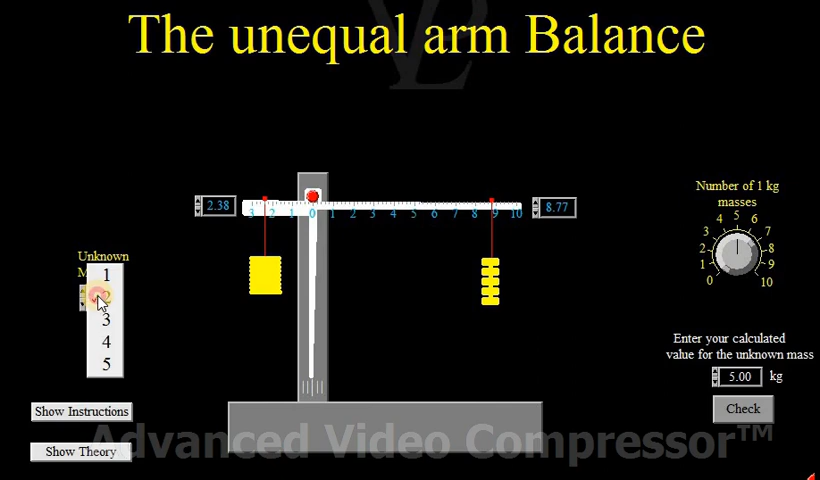 The unequal arm Balance
Number of 1 kg
masses
2.38
3 2 1 0 1 2 3 4 5 6 7 8 9 10
8.77
0 1 2 3 4 5 6 7 8 9 10
Unknown
1
2
3
4
5
Enter your calculated
value for the unknown mass
5.00 kg
Check
Show Instructions
Show Theory
Advanced Video Compressor™